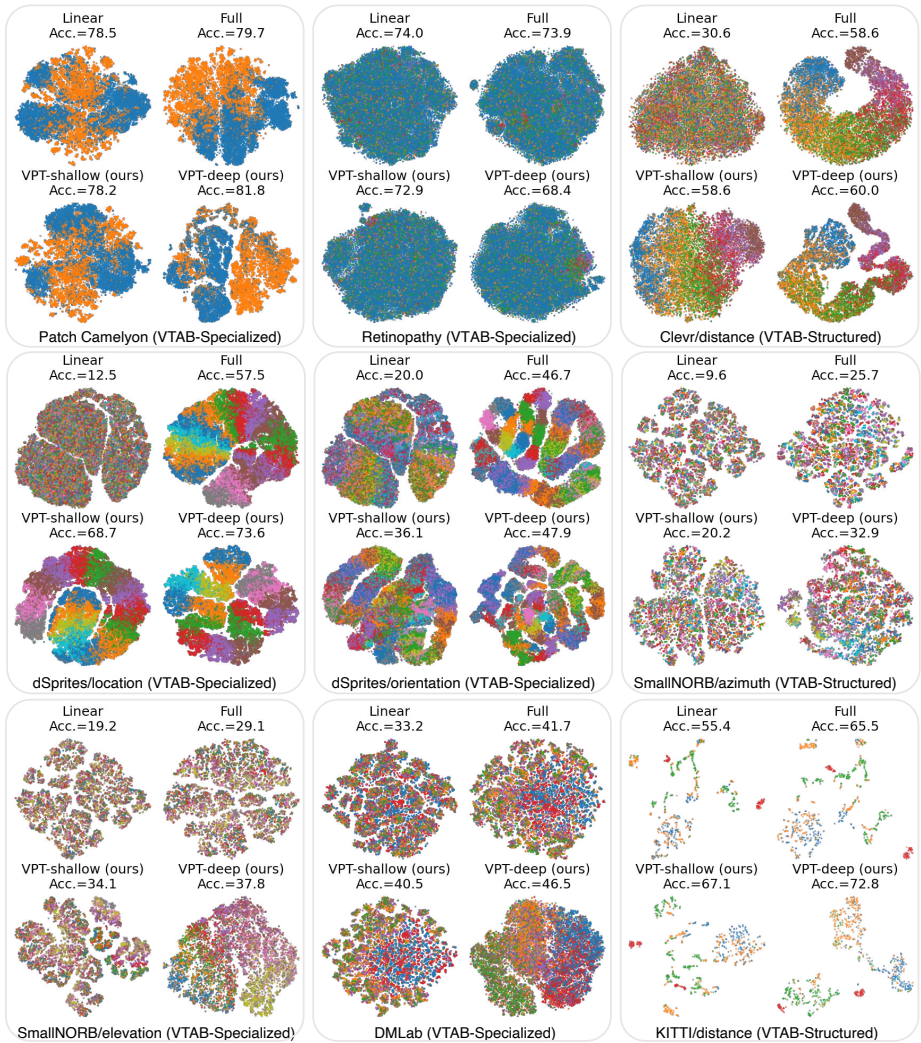 Linear Full
Acc.=78.5 Acc.=79.7
VPT-shallow (ours) VPT-deep (ours)
Acc.=78.2 Acc.=81.8
Patch Camelyon (VTAB-Specialized)
Linear Full
Acc.=74.0 Acc.=73.9
VPT-shallow (ours) VPT-deep (ours)
Acc.=72.9 Acc.=68.4
Retinopathy (VTAB-Specialized)
Linear Full
Acc.=30.6 Acc.=58.6
VPT-shallow (ours) VPT-deep (ours)
Acc.=58.6 Acc.=60.0
Clevr/distance (VTAB-Structured)
Linear Full
Acc.=12.5 Acc.=57.5
VPT-shallow (ours) VPT-deep (ours)
Acc.=68.7 Acc.=73.6
dSprites/location (VTAB-Specialized)
Linear Full
Acc.=20.0 Acc.=46.7
VPT-shallow (ours) VPT-deep (ours)
Acc.=36.1 Acc.=47.9
dSprites/orientation (VTAB-Specialized)
Linear Full
Acc.=9.6 Acc.=25.7
VPT-shallow (ours) VPT-deep (ours)
Acc.=20.2 Acc.=32.9
SmallNORB/azimuth (VTAB-Structured)
Linear Full
Acc.=19.2 Acc.=29.1
VPT-shallow (ours) VPT-deep (ours)
Acc.=34.1 Acc.=37.8
SmallNORB/elevation (VTAB-Specialized)
Linear Full
Acc.=33.2 Acc.=41.7
VPT-shallow (ours) VPT-deep (ours)
Acc.=40.5 Acc.=46.5
DMLab (VTAB-Specialized)
Linear Full
Acc.=55.4 Acc.=65.5
VPT-shallow (ours) VPT-deep (ours)
Acc.=67.1 Acc.=72.8
KITTI/distance (VTAB-Structured)